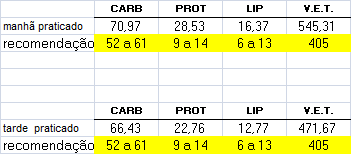 CARB PROT LIP V.E.T.
manhã praticado 70,97 28,53 16,37 545,31
recomendação 52 a 61 9 a 14 6 a 13 405
CARB PROT LIP V.E.T.
tarde praticado 66,43 22,76 12,77 471,67
recomendação 52 a 61 9 a 14 6 a 13 405